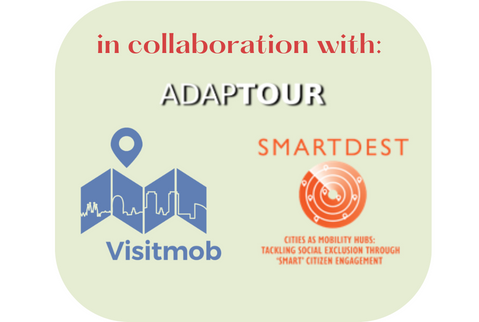 in collaboration with:
ADAPTOUR
SMARTDEST
Visitmob
CITIES AS MOBILITY HUBS:
TACKLING SOCIAL EXCLUSION THROUGH
'SMART' CITIZEN ENGAGEMENT